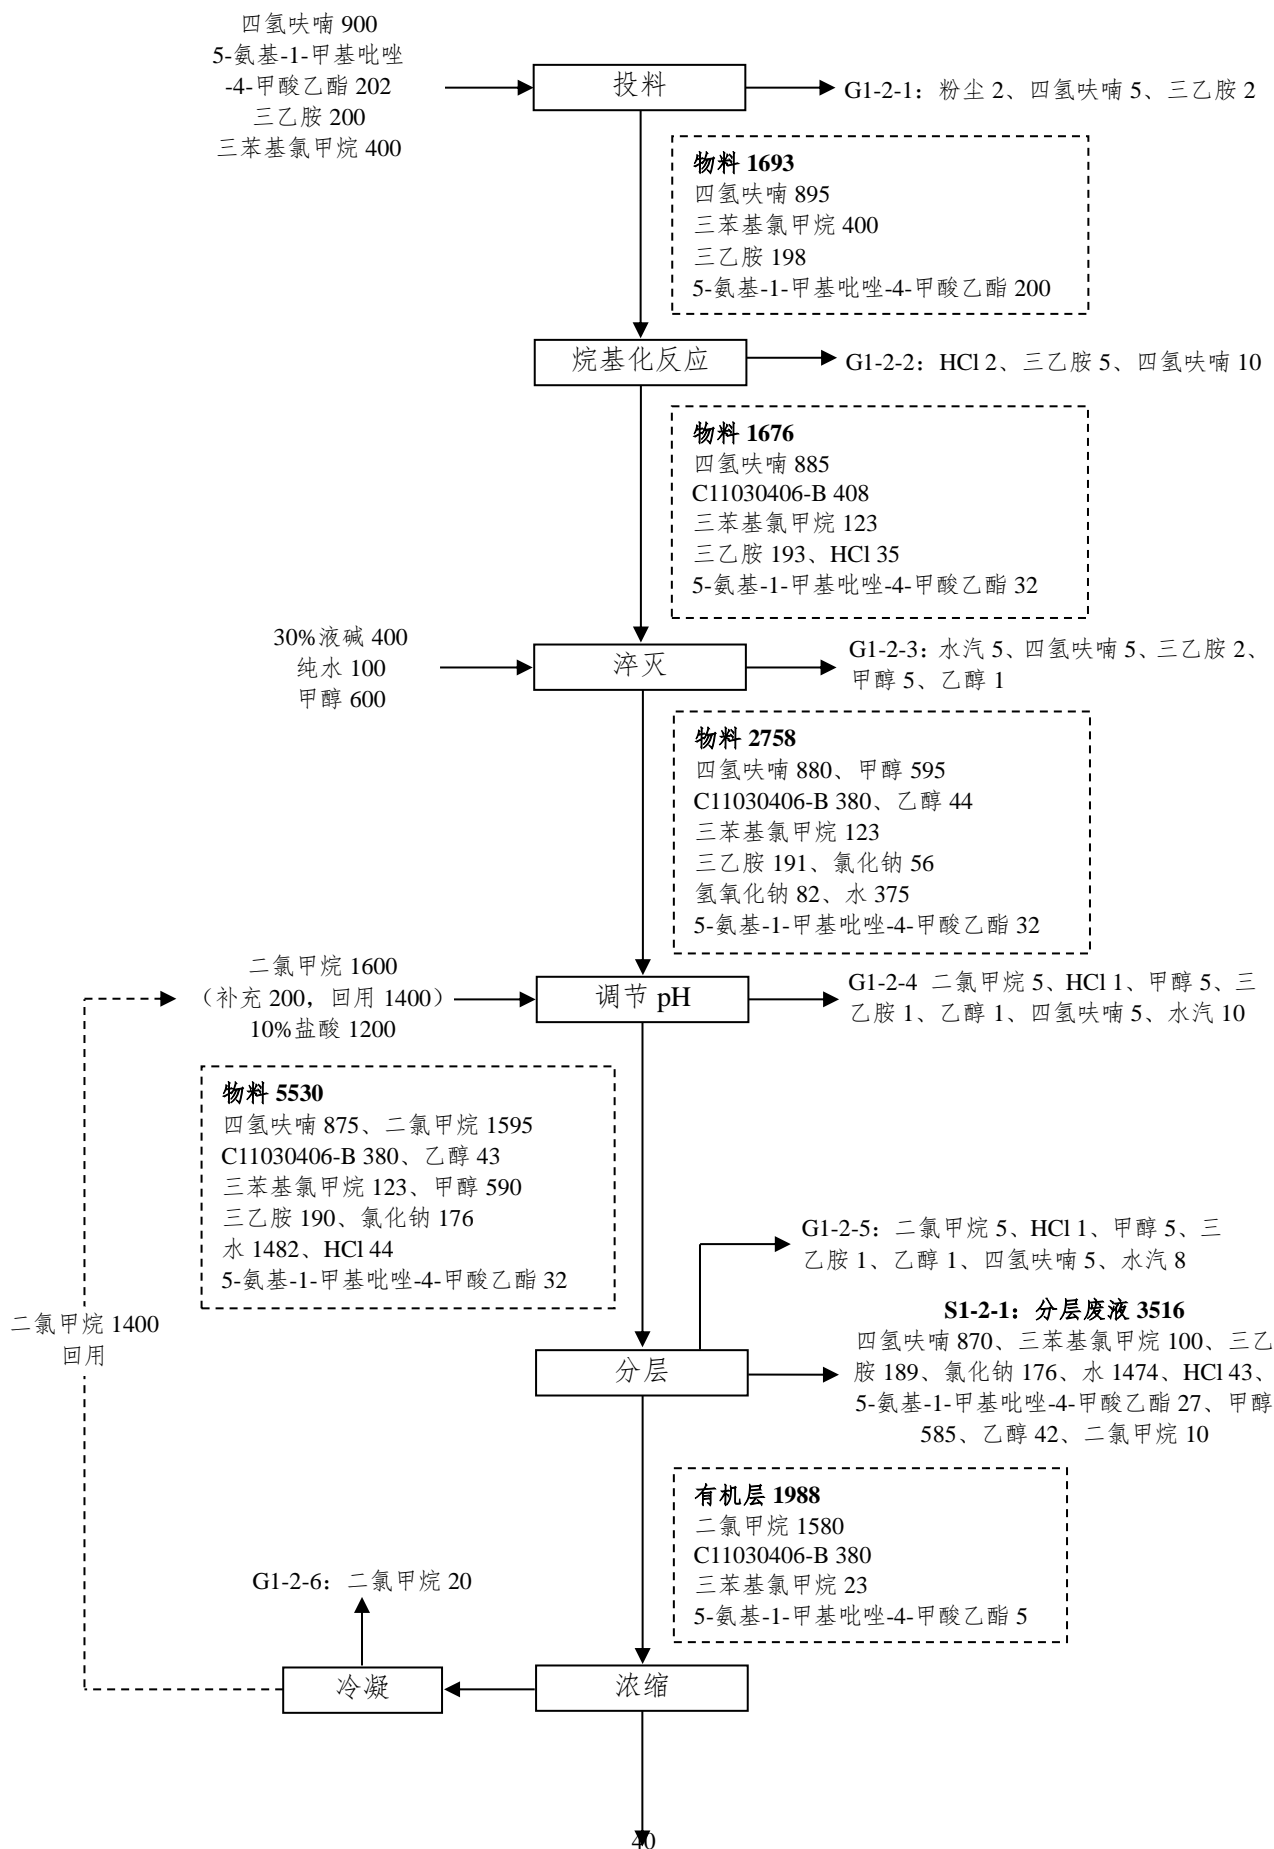 四氢呋喃 900
5-氨基-1-甲基吡唑
-4-甲酸乙酯 202
三乙胺 200
三苯基氯甲烷 400
投料
G1-2-1：粉尘 2、四氢呋喃 5、三乙胺 2
物料 1693
四氢呋喃 895
三苯基氯甲烷 400
三乙胺 198
5-氨基-1-甲基吡唑-4-甲酸乙酯 200
烷基化反应
G1-2-2：HCl 2、三乙胺 5、四氢呋喃 10
物料 1676
四氢呋喃 885
C11030406-B 408
三苯基氯甲烷 123
三乙胺 193、HCl 35
5-氨基-1-甲基吡唑-4-甲酸乙酯 32
30%液碱 400
纯水 100
甲醇 600
淬灭
G1-2-3：水汽 5、四氢呋喃 5、三乙胺 2、
甲醇 5、乙醇 1
物料 2758
四氢呋喃 880、甲醇 595
C11030406-B 380、乙醇 44
三苯基氯甲烷 123
三乙胺 191、氯化钠 56
氢氧化钠 82、水 375
5-氨基-1-甲基吡唑-4-甲酸乙酯 32
二氯甲烷 1600
（补充 200，回用 1400）
10%盐酸 1200
调节 pH
G1-2-4 二氯甲烷 5、HCl 1、甲醇 5、三
乙胺 1、乙醇 1、四氢呋喃 5、水汽 10
物料 5530
四氢呋喃 875、二氯甲烷 1595
C11030406-B 380、乙醇 43
三苯基氯甲烷 123、甲醇 590
三乙胺 190、氯化钠 176
水 1482、HCl 44
5-氨基-1-甲基吡唑-4-甲酸乙酯 32
G1-2-5：二氯甲烷 5、HCl 1、甲醇 5、三
乙胺 1、乙醇 1、四氢呋喃 5、水汽 8
二氯甲烷 1400
回用
分层
S1-2-1：分层废液 3516
四氢呋喃 870、三苯基氯甲烷 100、三乙
胺 189、氯化钠 176、水 1474、HCl 43、
5-氨基-1-甲基吡唑-4-甲酸乙酯 27、甲醇
585、乙醇 42、二氯甲烷 10
有机层 1988
二氯甲烷 1580
C11030406-B 380
三苯基氯甲烷 23
5-氨基-1-甲基吡唑-4-甲酸乙酯 5
G1-2-6：二氯甲烷 20
冷凝
浓缩
40